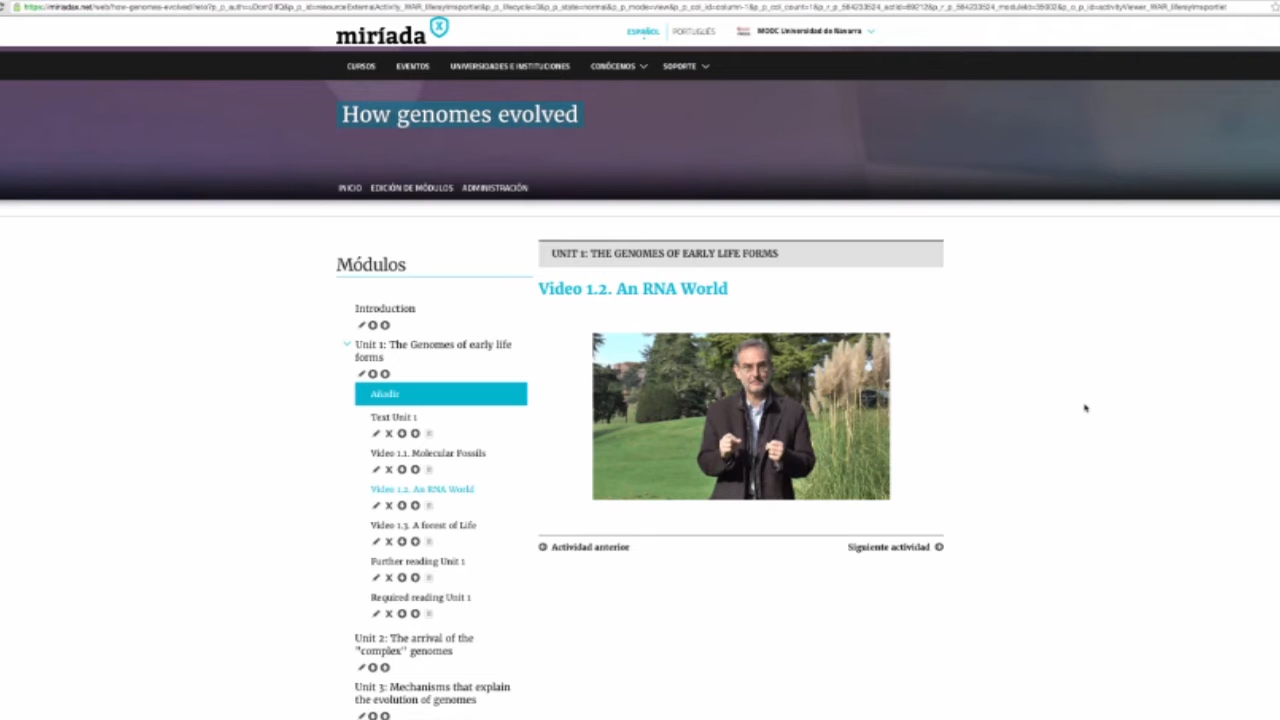 miríada
ESPAÑOL PORTUGUÊS MOOC Universidad de Navarra
CURSOS EVENTOS UNIVERSIDADES E INSTITUCIONES CONÓCENOS SOPORTE
How genomes evolved
INICIO EDICIÓN DE MÓDULOS ADMINISTRACIÓN
Módulos
Introduction
Unit 1: The Genomes of early life
forms
Añadir
Text Unit 1
Video 1.1. Molecular Fossils
Video 1.2. An RNA World
Video 1.3. A forest of Life
Further reading Unit 1
Required reading Unit 1
Unit 2: The arrival of the
"complex" genomes
Unit 3: Mechanisms that explain
the evolution of genomes
UNIT 1: THE GENOMES OF EARLY LIFE FORMS
Video 1.2. An RNA World
Actividad anterior Siguiente actividad